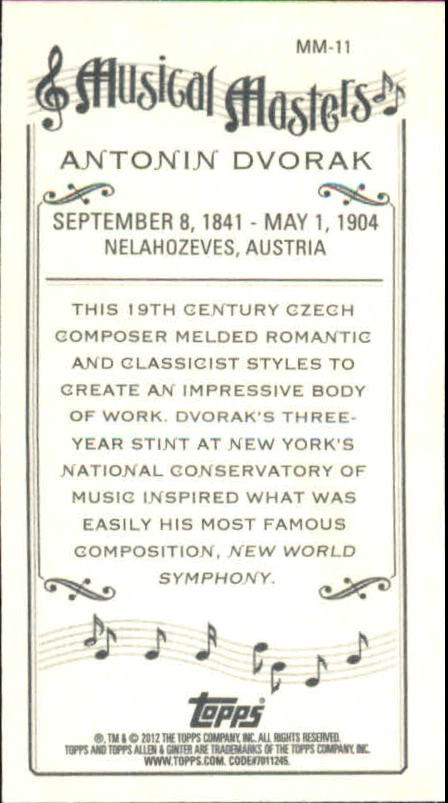 MM-11
Musical Masters
ANTONIN DVORAK
SEPTEMBER 8, 1841 - MAY 1, 1904
NELAHOZEVES, AUSTRIA
THIS 19TH CENTURY CZECH
COMPOSER MELDED ROMANTIC
AND CLASSICIST STYLES TO
CREATE AN IMPRESSIVE BODY
OF WORK. DVORAK'S THREE-
YEAR STINT AT NEW YORK'S
NATIONAL CONSERVATORY OF
MUSIC INSPIRED WHAT WAS
EASILY HIS MOST FAMOUS
COMPOSITION, NEW WORLD
SYMPHONY.
topps
®, TM & © 2012 THE TOPPS COMPANY, INC. ALL RIGHTS RESERVED.
TOPPS AND TOPPS ALLEN & GINTER ARE TRADEMARKS OF THE TOPPS COMPANY, INC.
WWW.TOPPS.COM. CODE#7011245.